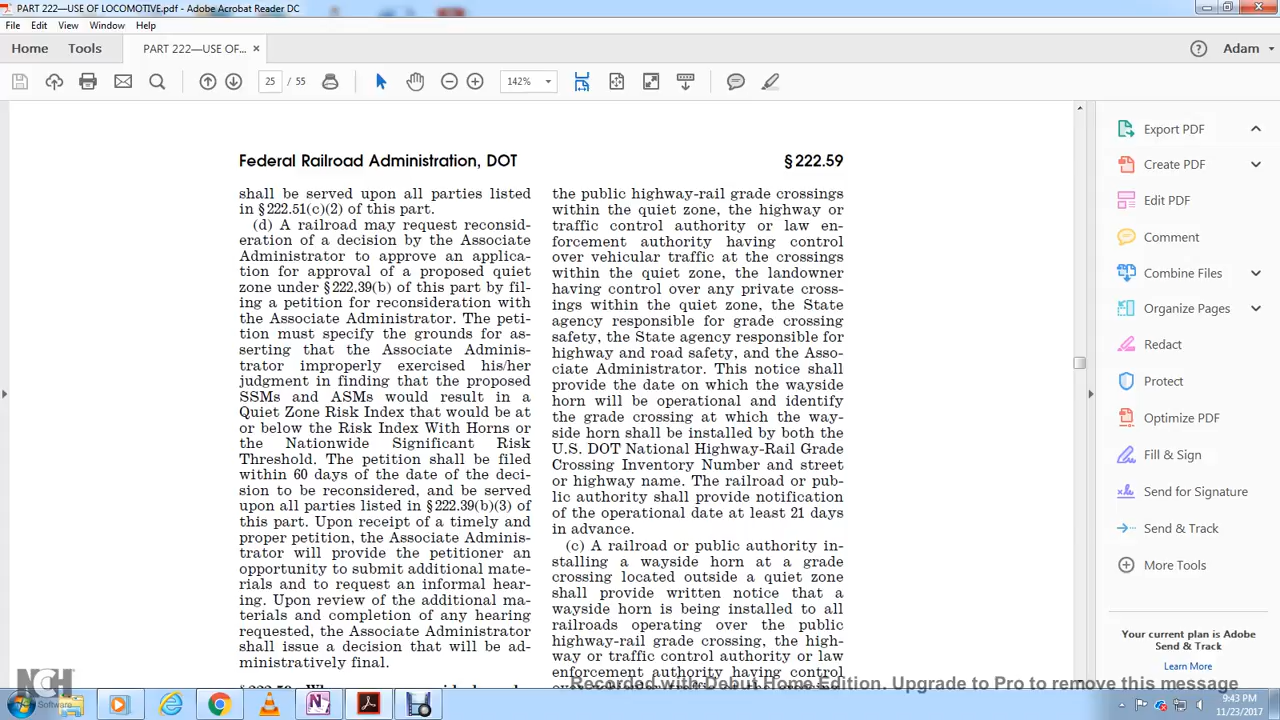 PART 222—USE OF LOCOMOTIVE.pdf - Adobe Acrobat Reader DC
File Edit View Window Help
Home Tools PART 222—USE OF... ×
Adam
25 / 55
142%
Federal Railroad Administration, DOT
§ 222.59
shall be served upon all parties listed
in § 222.51(c)(2) of this part.
(d) A railroad may request reconsid-
eration of a decision by the Associate
Administrator to approve an applica-
tion for approval of a proposed quiet
zone under § 222.39(b) of this part by fil-
ing a petition for reconsideration with
the Associate Administrator. The peti-
tion must specify the grounds for as-
serting that the Associate Adminis-
trator improperly exercised his/her
judgment in finding that the proposed
SSMs and ASMs would result in a
Quiet Zone Risk Index that would be at
or below the Risk Index With Horns or
the Nationwide Significant Risk
Threshold. The petition shall be filed
within 60 days of the date of the deci-
sion to be reconsidered, and be served
upon all parties listed in § 222.39(b)(3) of
this part. Upon receipt of a timely and
proper petition, the Associate Adminis-
trator will provide the petitioner an
opportunity to submit additional mate-
rials and to request an informal hear-
ing. Upon review of the additional ma-
terials and completion of any hearing
requested, the Associate Administrator
shall issue a decision that will be ad-
ministratively final.
the public highway-rail grade crossings
within the quiet zone, the highway or
traffic control authority or law en-
forcement authority having control
over vehicular traffic at the crossings
within the quiet zone, the landowner
having control over any private cross-
ings within the quiet zone, the State
agency responsible for grade crossing
safety, the State agency responsible for
highway and road safety, and the Asso-
ciate Administrator. This notice shall
provide the date on which the wayside
horn will be operational and identify
the grade crossing at which the way-
side horn shall be installed by both the
U.S. DOT National Highway-Rail Grade
Crossing Inventory Number and street
or highway name. The railroad or pub-
lic authority shall provide notification
of the operational date at least 21 days
in advance.
(c) A railroad or public authority in-
stalling a wayside horn at a grade
crossing located outside a quiet zone
shall provide written notice that a
wayside horn is being installed to all
railroads operating over the public
highway-rail grade crossing, the high-
way or traffic control authority or law
enforcement authority having control
Export PDF
Create PDF
Edit PDF
Comment
Combine Files
Organize Pages
Redact
Protect
Optimize PDF
Fill & Sign
Send for Signature
Send & Track
More Tools
Your current plan is Adobe
Send & Track
Learn More
Recorded with Debut Home Edition. Upgrade to Pro to remove this message
NCH Software
9:43 PM
11/23/2017